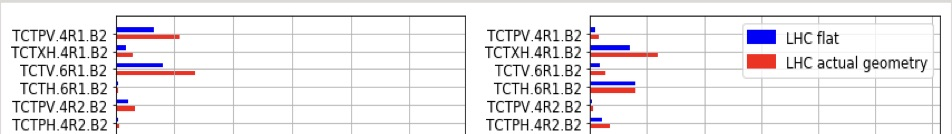 TCTPV.4R1.B2
TCTXH.4R1.B2
TCTV.6R1.B2
TCTH.6R1.B2
TCTPV.4R2.B2
TCTPH.4R2.B2
TCTPV.4R1.B2
TCTXH.4R1.B2
TCTV.6R1.B2
TCTH.6R1.B2
TCTPV.4R2.B2
TCTPH.4R2.B2
LHC flat
LHC actual geometry